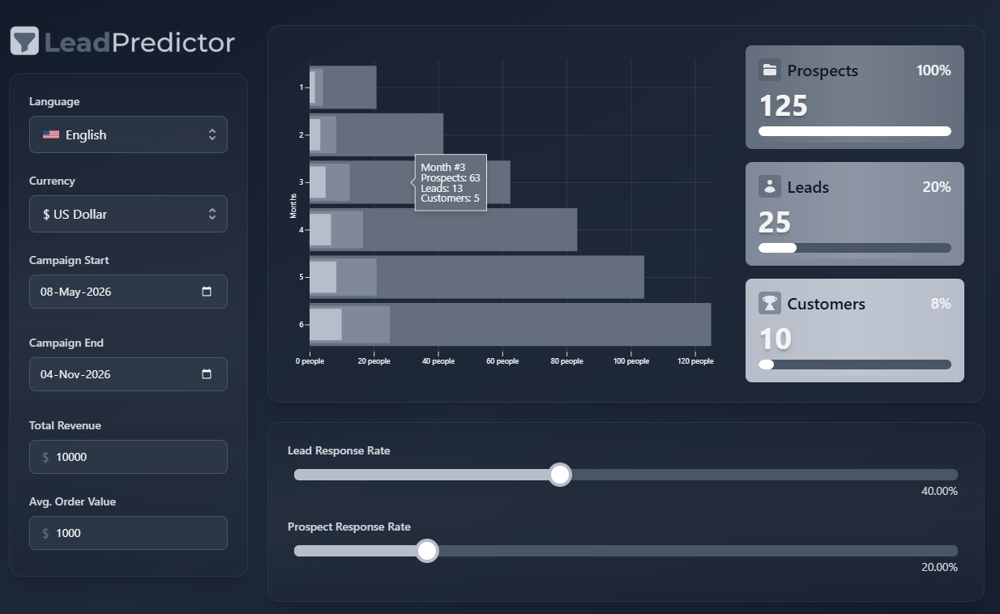 LeadPredictor
Language
English
Currency
$ US Dollar
Campaign Start
08-May-2026
Campaign End
04-Nov-2026
Total Revenue
$ 10000
Avg. Order Value
$ 1000
Months
1
2
3
4
5
6
0 people
20 people
40 people
60 people
80 people
100 people
120 people
Month #3
Prospects: 63
Leads: 13
Customers: 5
Prospects 100%
125
Leads 20%
25
Customers 8%
10
Lead Response Rate
40.00%
Prospect Response Rate
20.00%